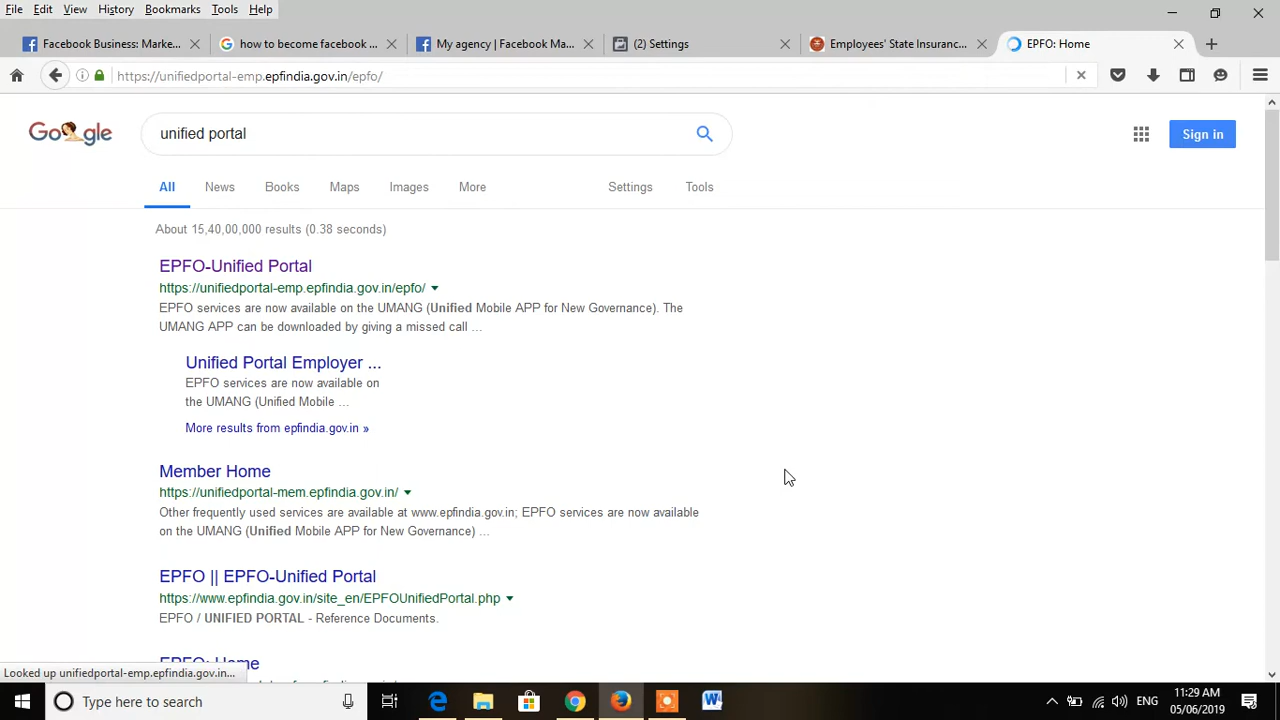 File Edit View History Bookmarks Tools Help
Facebook Business: Marke... how to become facebook ... My agency | Facebook Ma... (2) Settings Employees' State Insuranc... EPFO: Home
https://unifiedportal-emp.epfindia.gov.in/epfo/
Google unified portal Sign in
All News Books Maps Images More Settings Tools
About 15,40,00,000 results (0.38 seconds)
EPFO-Unified Portal
https://unifiedportal-emp.epfindia.gov.in/epfo/
EPFO services are now available on the UMANG (Unified Mobile APP for New Governance). The
UMANG APP can be downloaded by giving a missed call ...
Unified Portal Employer ...
EPFO services are now available on
the UMANG (Unified Mobile ...
More results from epfindia.gov.in »
Member Home
https://unifiedportal-mem.epfindia.gov.in/
Other frequently used services are available at www.epfindia.gov.in; EPFO services are now available
on the UMANG (Unified Mobile APP for New Governance) ...
EPFO || EPFO-Unified Portal
https://www.epfindia.gov.in/site_en/EPFOUnifiedPortal.php
EPFO / UNIFIED PORTAL - Reference Documents.
EPFO: Home
Looked up unifiedportal-emp.epfindia.gov.in...
Type here to search
ENG
11:29 AM
05/06/2019